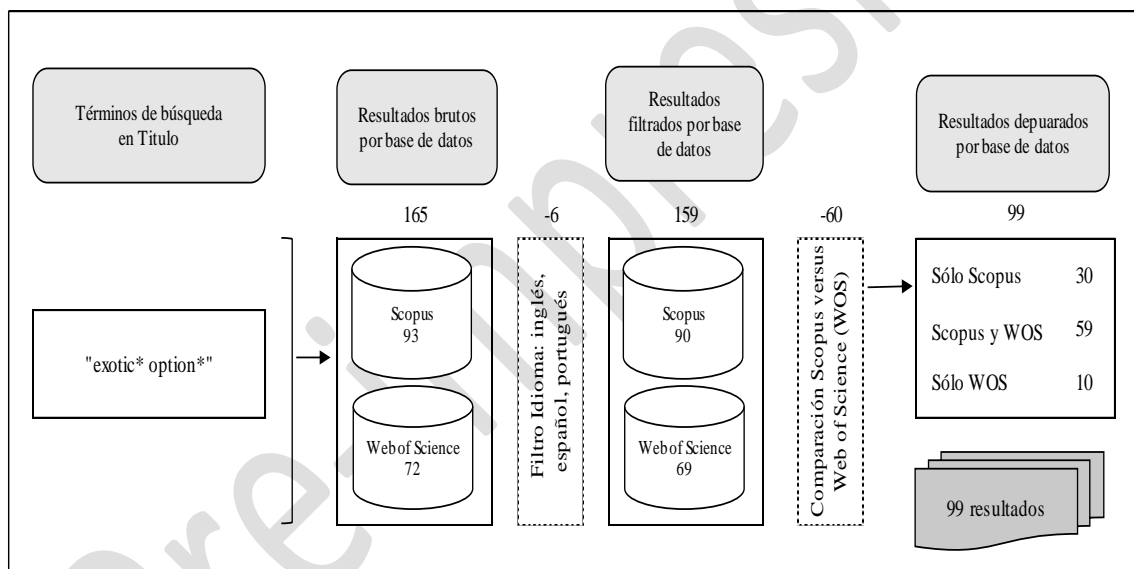 Términos de búsqueda
en Titulo
Resultados brutos
por base de datos
Resultados
filtrados por base
de datos
Resultados depuarados
por base de datos
165
-6
159
-60
99
"exotic* option*"
Scopus
93
Web of Science
72
Filtro Idioma: inglés,
español, portugués
Scopus
90
Web of Science
69
Comparación Scopus versus
Web of Science (WOS)
Sólo Scopus 30
Scopus y WOS 59
Sólo WOS 10
99 resultados
Pre-impresi